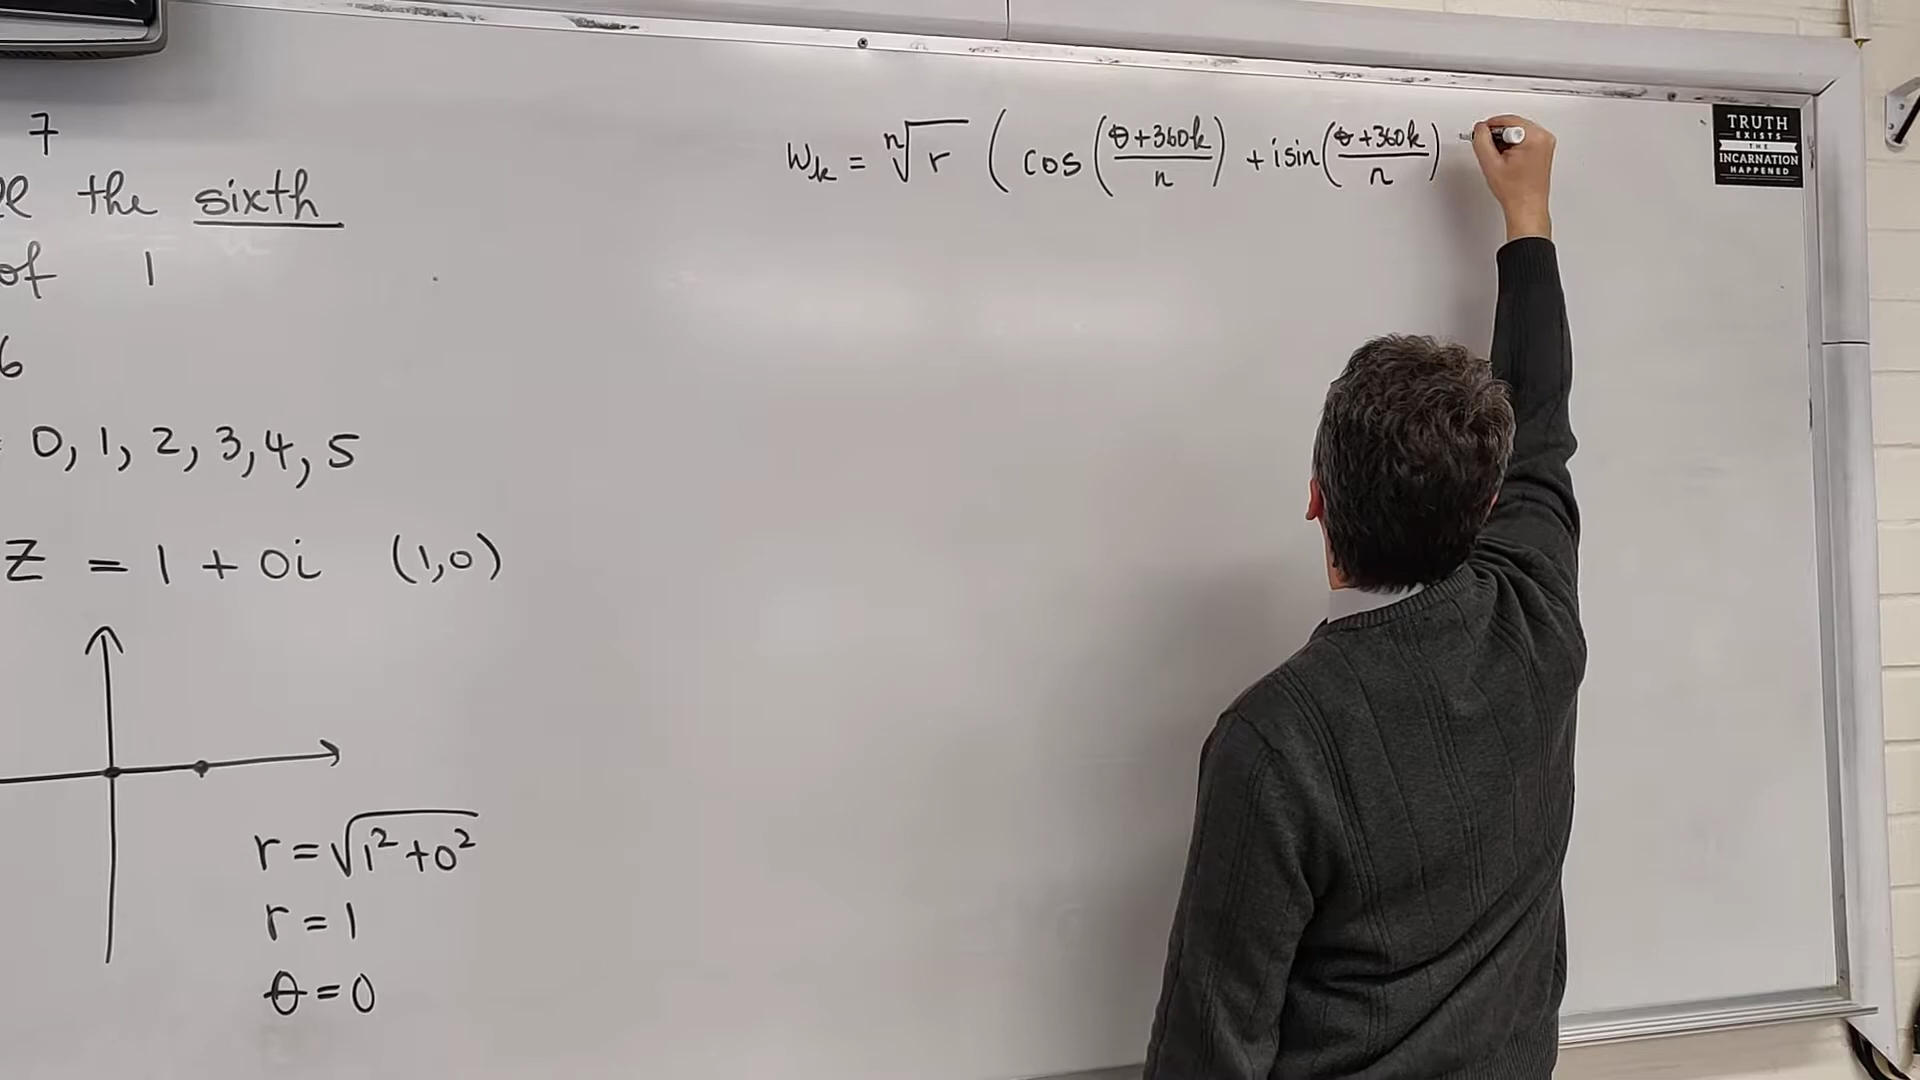 7
the sixth
of 1
6
0, 1, 2, 3, 4, 5
Z = 1 + 0i (1,0)
r = √(1² + 0²)
r = 1
θ = 0
Wₖ = ⁿ√r ( cos ((θ+360k)/n) + i sin ((θ+360k)/n)
TRUTH
EXISTS
THE
INCARNATION
HAPPENED